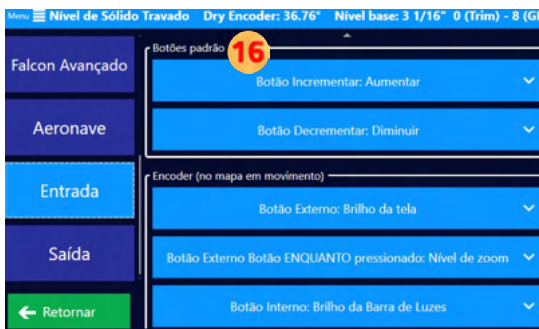 Menu Nível de Sólido Travado Dry Encoder: 36.76° Nível base: 3 1/16" 0 (Trim) - 8 (Gl
Botões padrão 16
Falcon Avançado
Botão Incrementar: Aumentar
Aeronave
Botão Decrementar: Diminuir
Encoder (no mapa em movimento)
Entrada
Botão Externo: Brilho da tela
Saída
Botão Externo Botão ENQUANTO pressionado: Nível de zoom
Retornar
Botão Interno: Brilho da Barra de Luzes